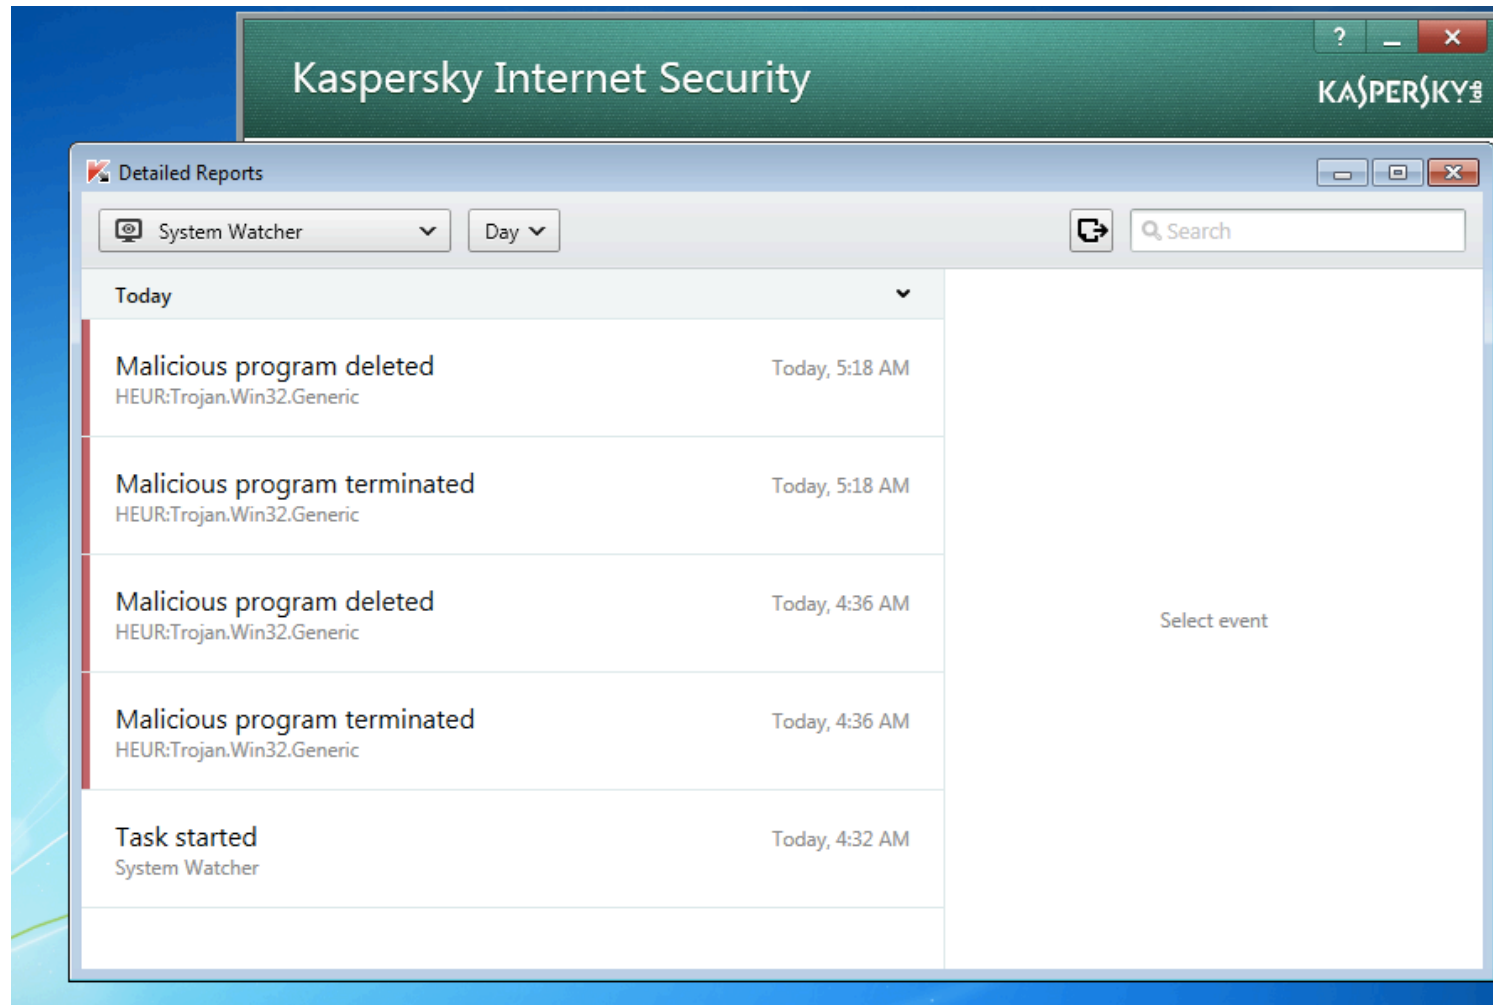 ?
Kaspersky Internet Security
KASPERSKY lab
Detailed Reports
System Watcher
Day
Search
Today
Malicious program deleted
Today, 5:18 AM
HEUR:Trojan.Win32.Generic
Malicious program terminated
Today, 5:18 AM
HEUR:Trojan.Win32.Generic
Malicious program deleted
Today, 4:36 AM
HEUR:Trojan.Win32.Generic
Select event
Malicious program terminated
Today, 4:36 AM
HEUR:Trojan.Win32.Generic
Task started
Today, 4:32 AM
System Watcher